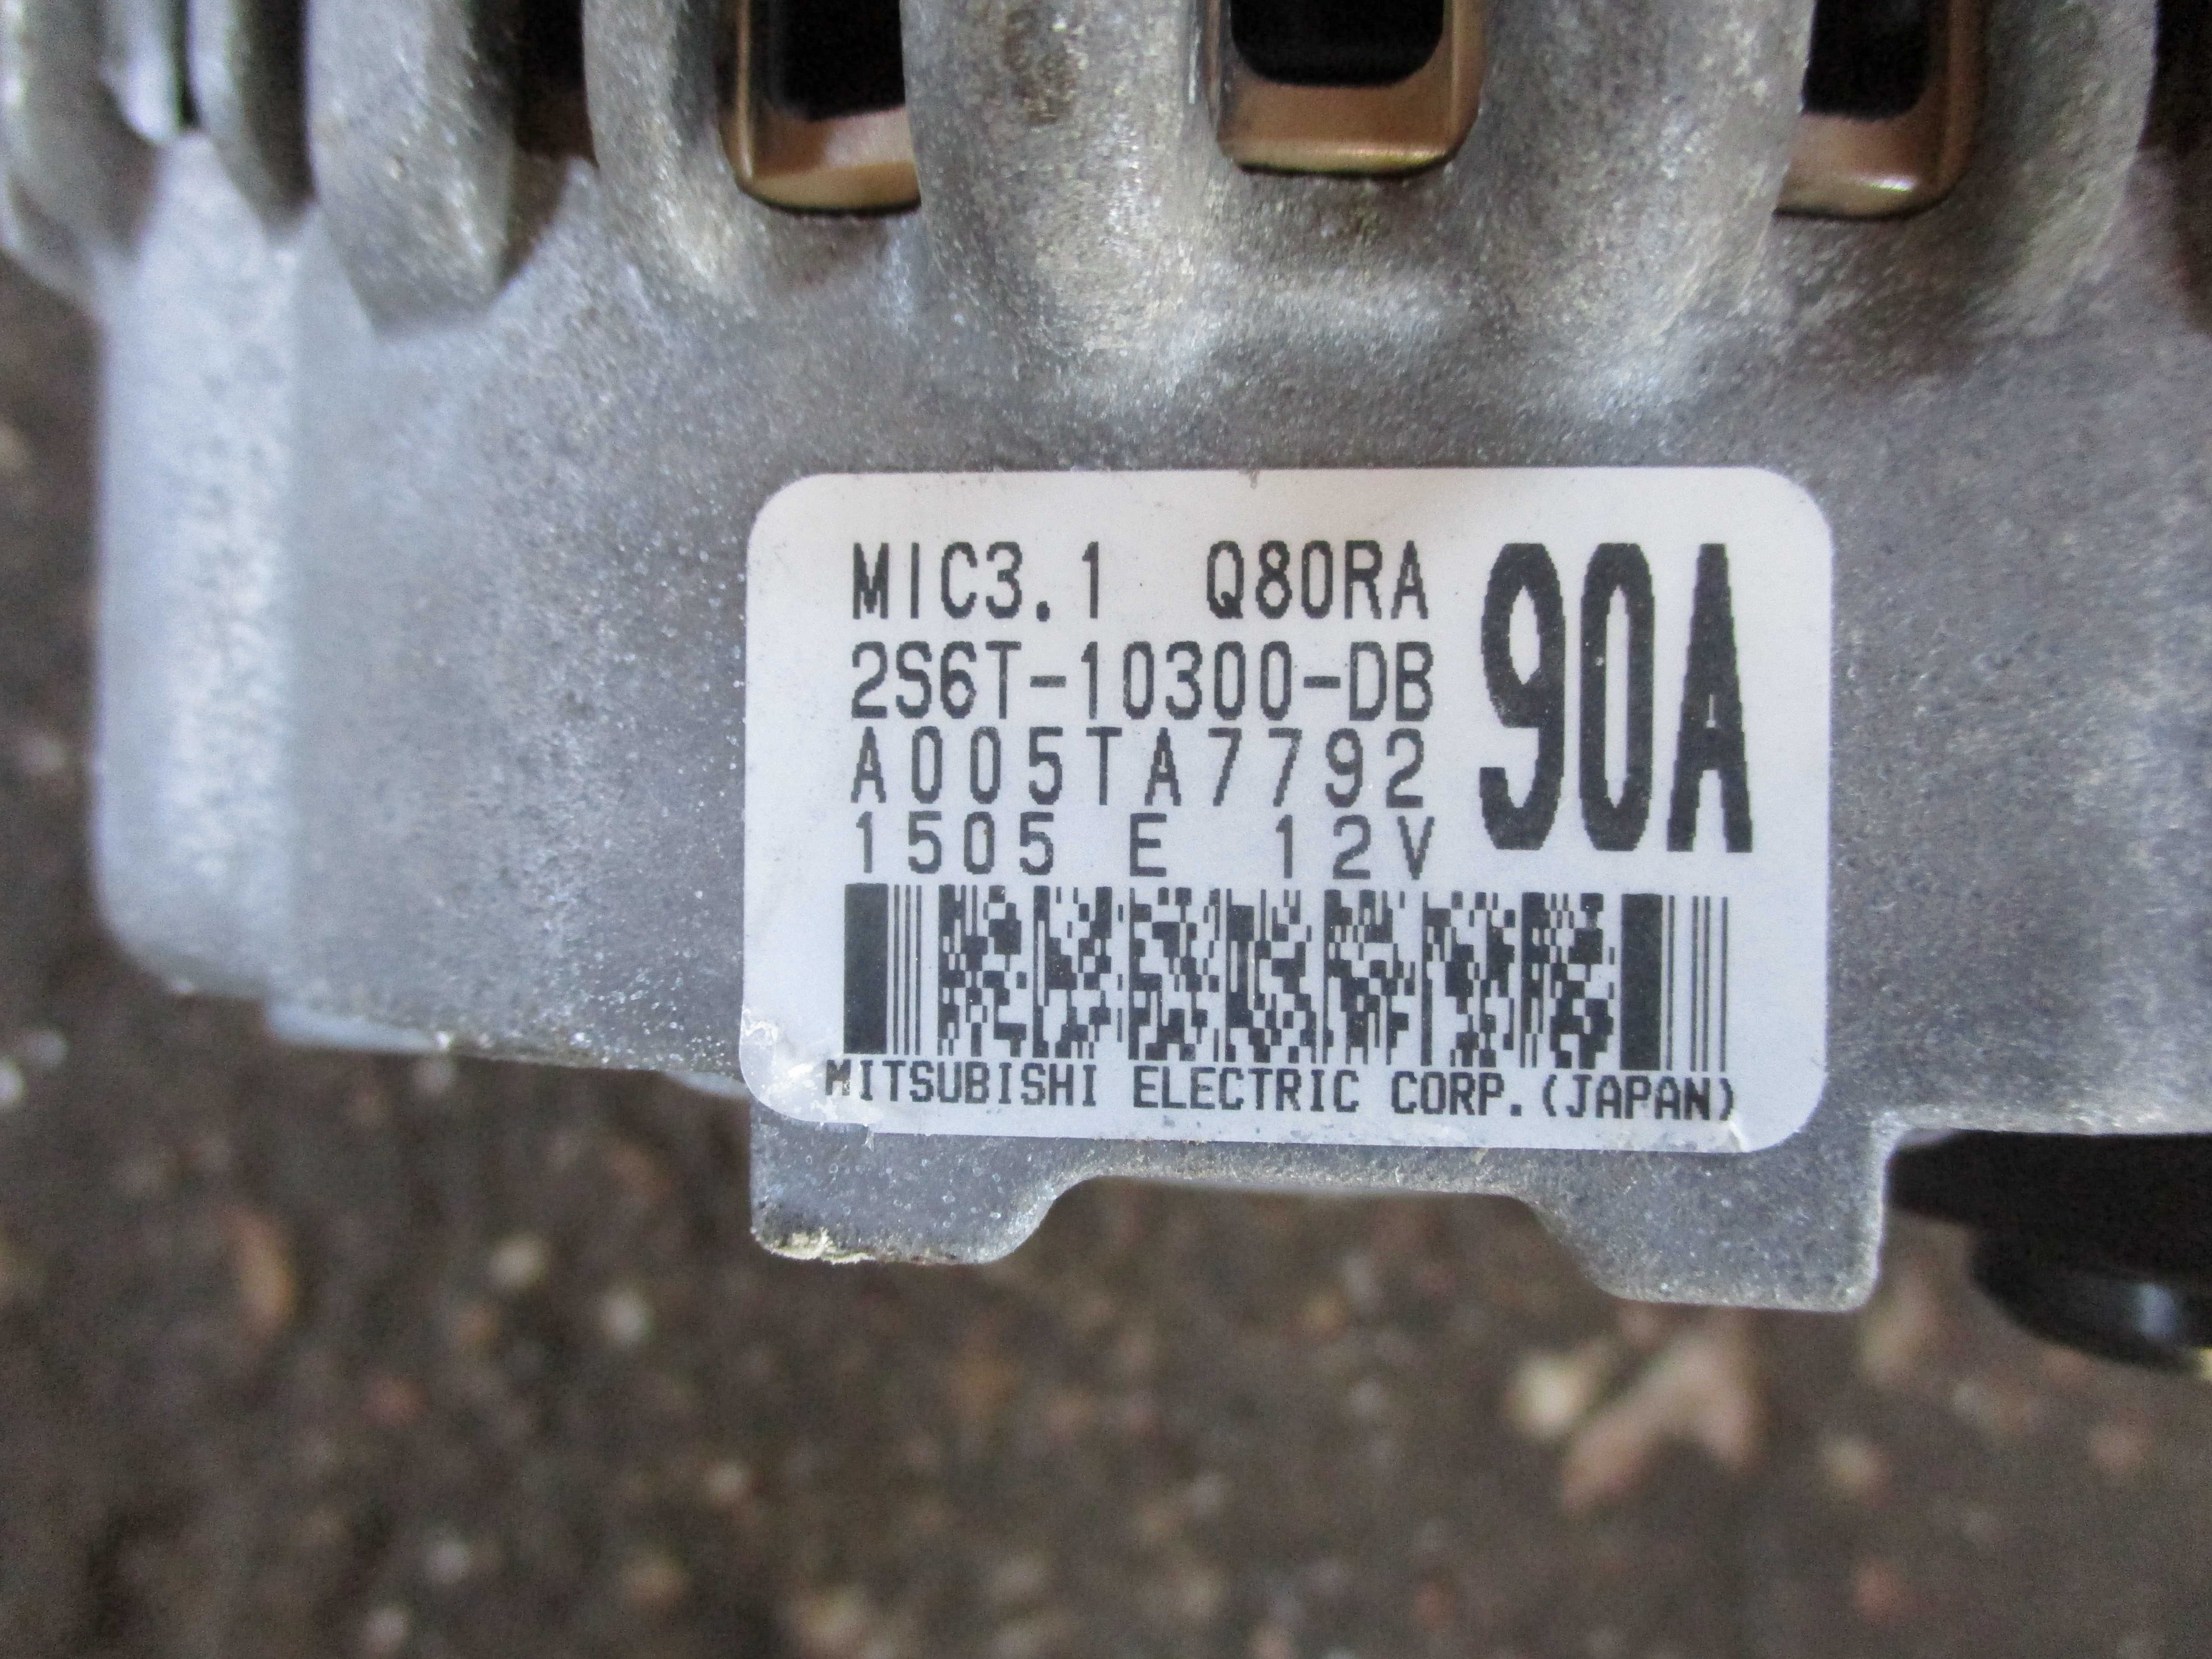 MIC3.1 Q80RA 90A
2S6T-10300-DB
A005TA7792
1505 E 12V
MITSUBISHI ELECTRIC CORP.(JAPAN)